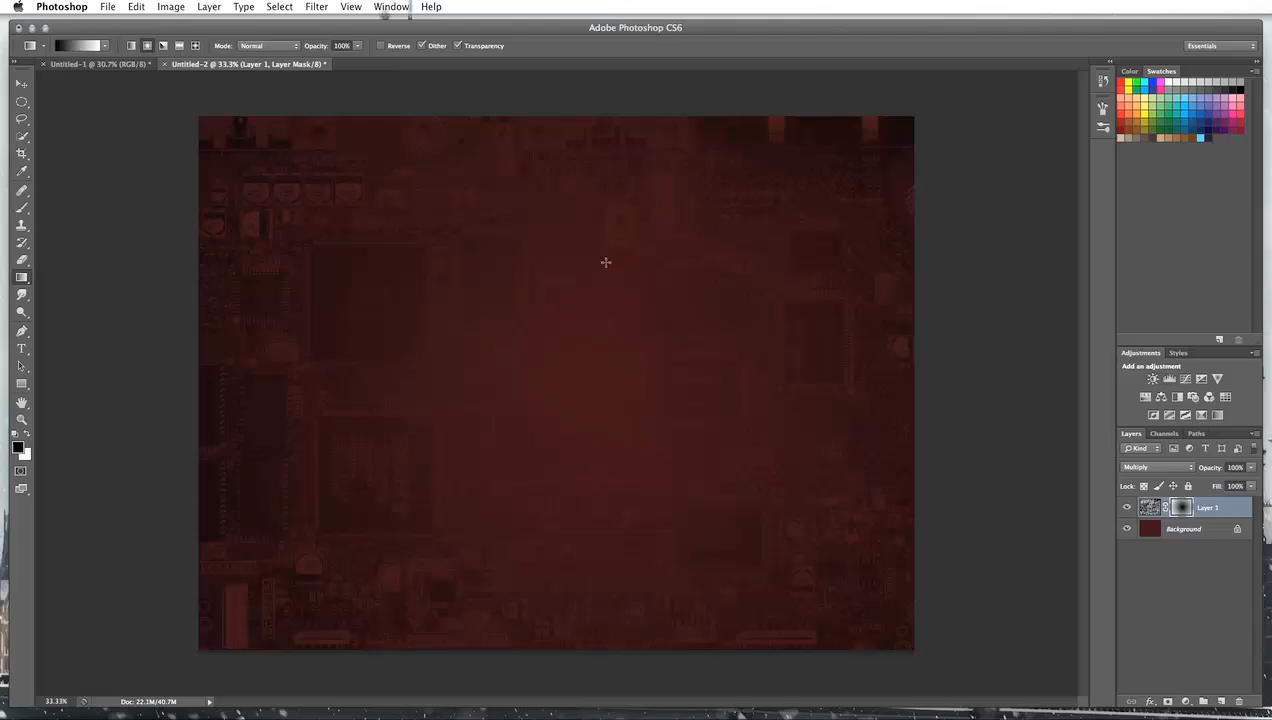 Photoshop File Edit Image Layer Type Select Filter View Window Help
Adobe Photoshop CS6
Mode: Normal Opacity: 100% Reverse Dither Transparency Essentials
Untitled-1 @ 30.7% (RGB/8) * Untitled-2 @ 33.3% (Layer 1, Layer Mask/8) *
Color Swatches
Adjustments Styles
Add an adjustment
Layers Channels Paths
Kind
Multiply Opacity: 100%
Lock: Fill: 100%
Layer 1
Background
33.33% Doc: 22.1M/40.7M